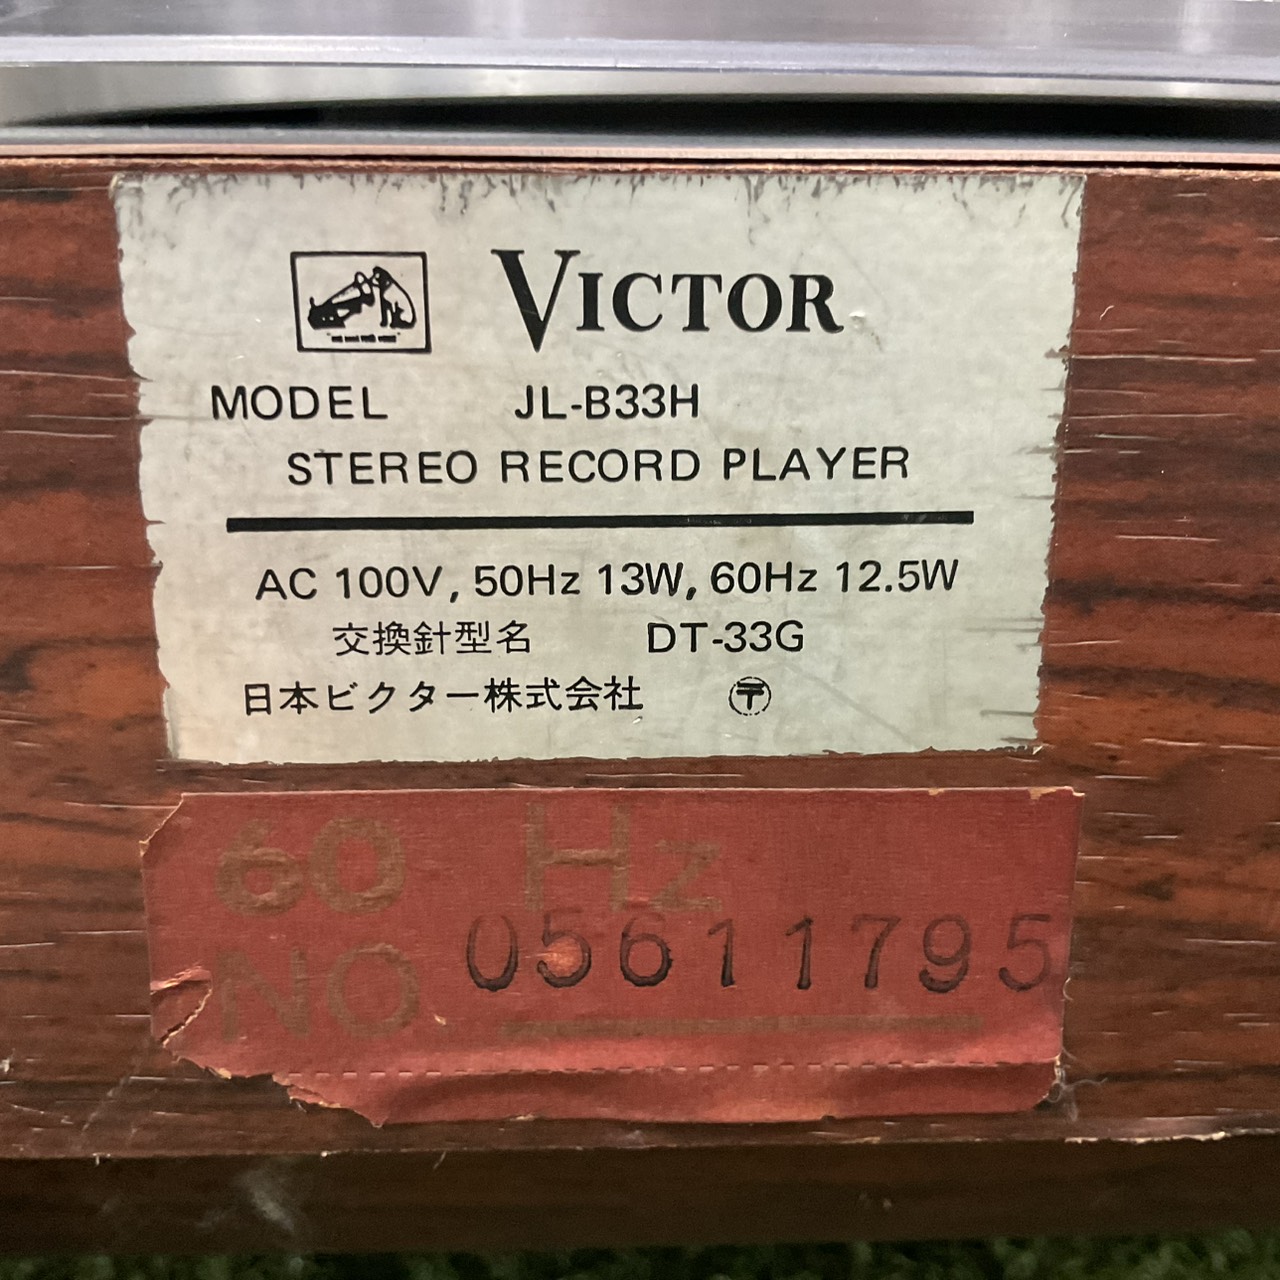 VICTOR
MODEL JL-B33H
STEREO RECORD PLAYER
AC 100V, 50Hz 13W, 60Hz 12.5W
交換針型名 DT-33G
日本ビクター株式会社 〶
60 Hz
NO 05611795